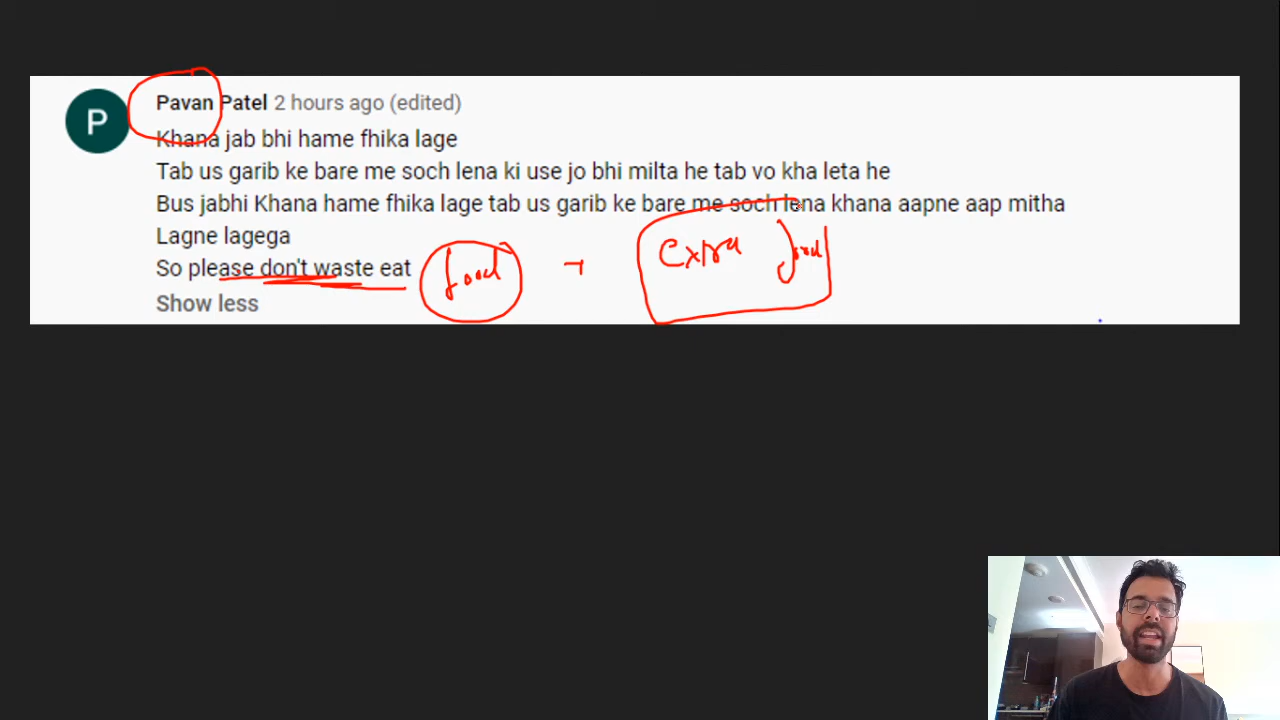 P
Pavan Patel 2 hours ago (edited)
Khana jab bhi hame fhika lage
Tab us garib ke bare me soch lena ki use jo bhi milta he tab vo kha leta he
Bus jabhi Khana hame fhika lage tab us garib ke bare me soch lena khana aapne aap mitha
Lagne lagega
So please don't waste eat food + extra food
Show less